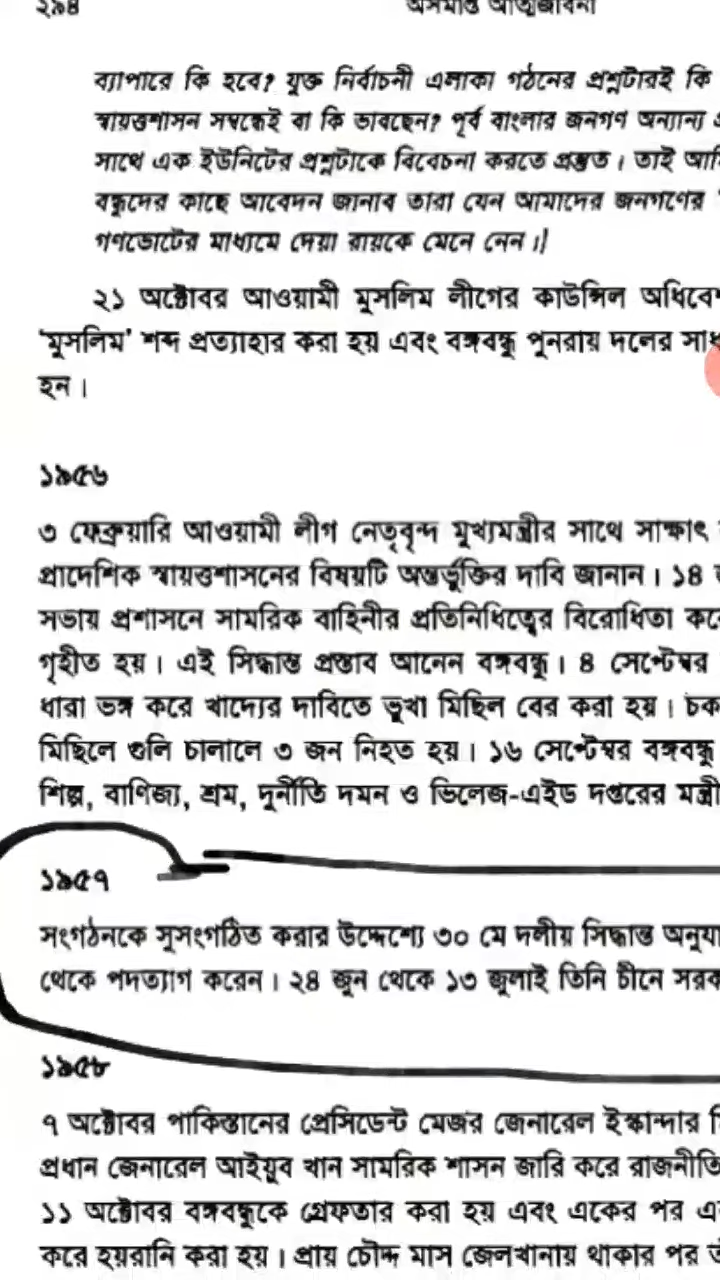 ২৯৪ অসমাপ্ত আত্মজীবনী
ব্যাপারে কি হবে? যুক্ত নির্বাচনী এলাকা গঠনের প্রশ্নটারই কি
স্বায়ত্তশাসন সম্বন্ধেই বা কি ভাবছেন? পূর্ব বাংলার জনগণ অন্যান্য
সাথে এক ইউনিটের প্রশ্নটাকে বিবেচনা করতে প্রস্তুত। তাই
বন্ধুদের কাছে আবেদন জানাব তারা যেন আমাদের জনগণের
গণভোটের মাধ্যমে দেয়া রায়কে মেনে নেন।]
২১ অক্টোবর আওয়ামী মুসলিম লীগের কাউন্সিল
‘মুসলিম’ শব্দ প্রত্যাহার করা হয় এবং বঙ্গবন্ধু পুনরায় দলের
হন।
১৯৫৬
৩ ফেব্রুয়ারি আওয়ামী লীগ নেতৃবৃন্দ মুখ্যমন্ত্রীর সাথে সাক্ষাৎ
প্রাদেশিক স্বায়ত্তশাসনের বিষয়টি অন্তর্ভুক্তির দাবি জানান। ১৪
সভায় প্রশাসনে সামরিক বাহিনীর প্রতিনিধিত্বের বিরোধিতা
গৃহীত হয়। এই সিদ্ধান্ত প্রস্তাব আনেন বঙ্গবন্ধু। ৪ সেপ্টেম্বর
ধারা ভঙ্গ করে খাদ্যের দাবিতে ভুখা মিছিল বের করা হয়। চক
মিছিলে গুলি চালালে ৩ জন নিহত হয়। ১৬ সেপ্টেম্বর বঙ্গবন্ধু
শিল্প, বাণিজ্য, শ্রম, দুর্নীতি দমন ও ভিলেজ-এইড দপ্তরের মন্ত্রী
১৯৫৭
সংগঠনকে সুসংগঠিত করার উদ্দেশ্যে ৩০ মে দলীয় সিদ্ধান্ত
থেকে পদত্যাগ করেন। ২৪ জুন থেকে ১৩ জুলাই তিনি চীনে
১৯৫৮
৭ অক্টোবর পাকিস্তানের প্রেসিডেন্ট মেজর জেনারেল ইস্কান্দার
প্রধান জেনারেল আইয়ুব খান সামরিক শাসন জারি করে
১১ অক্টোবর বঙ্গবন্ধুকে গ্রেফতার করা হয় এবং একের পর
করে হয়রানি করা হয়। প্রায় চৌদ্দ মাস জেলখানায় থাকার পর